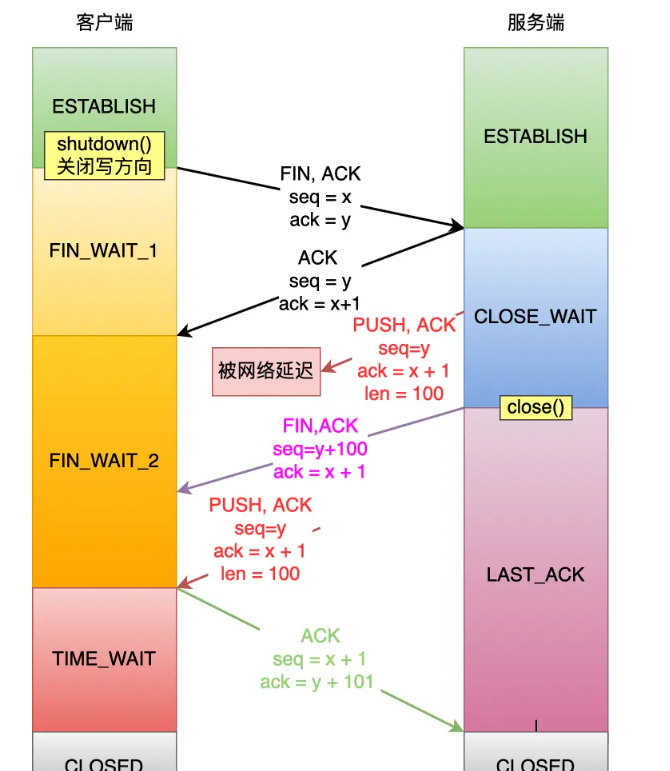 客户端
服务端
ESTABLISH
ESTABLISH
shutdown()
关闭写方向
FIN, ACK
seq = x
ack = y
FIN_WAIT_1
ACK
seq = y
ack = x+1
CLOSE_WAIT
PUSH, ACK
seq=y
ack = x + 1
len = 100
被网络延迟
close()
FIN,ACK
seq=y+100
ack = x + 1
FIN_WAIT_2
PUSH, ACK
seq=y
ack = x + 1
len = 100
LAST_ACK
ACK
seq = x + 1
ack = y + 101
TIME_WAIT
CLOSED
CLOSED